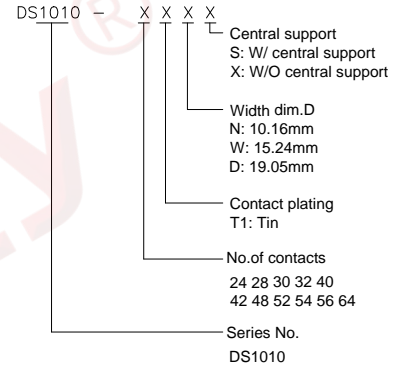 DS1010 - X X X X
Central support
S: W/ central support
X: W/O central support
Width dim.D
N: 10.16mm
W: 15.24mm
D: 19.05mm
Contact plating
T1: Tin
No.of contacts
24 28 30 32 40
42 48 52 54 56 64
Series No.
DS1010
y
®